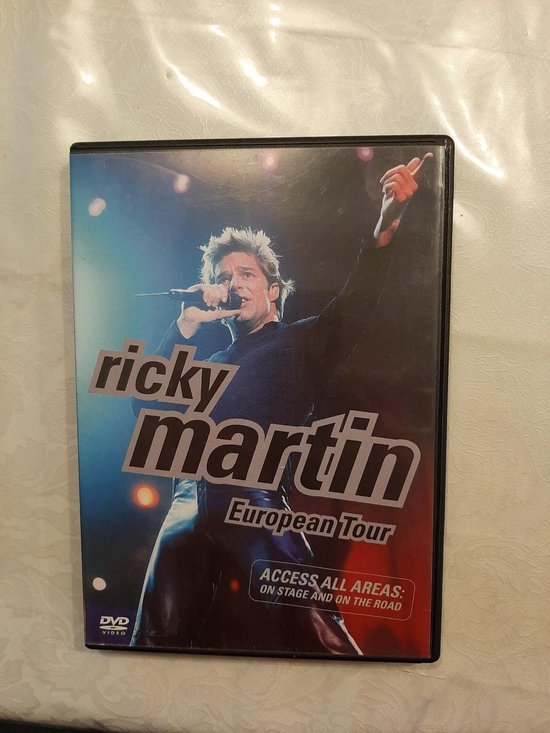 ricky
martin
European Tour
ACCESS ALL AREAS:
ON STAGE AND ON THE ROAD
DVD
VIDEO